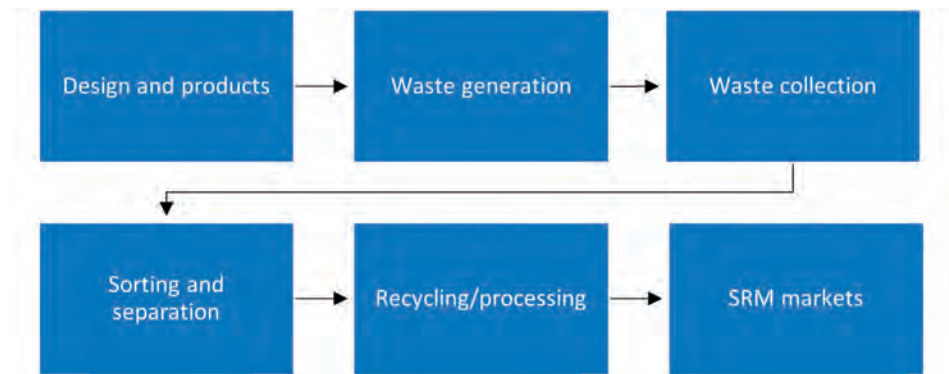 Design and products
Waste generation
Waste collection
Sorting and
separation
Recycling/processing
SRM markets